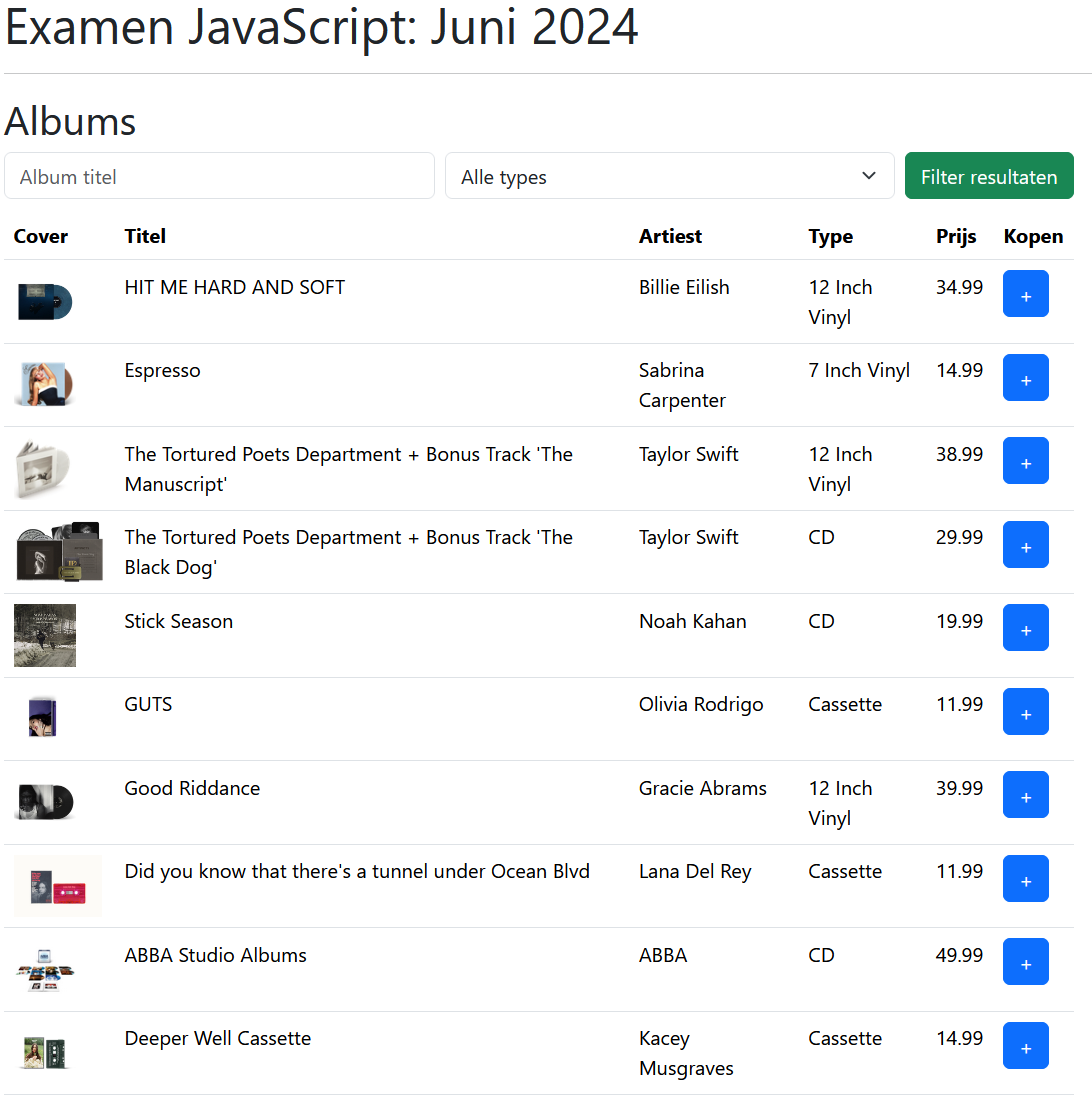 Examen JavaScript: Juni 2024
Albums
Album titel
Alle types
Filter resultaten
Cover Titel Artiest Type Prijs Kopen
HIT ME HARD AND SOFT Billie Eilish 12 Inch 34.99 +
Vinyl
Espresso Sabrina 7 Inch Vinyl 14.99 +
Carpenter
The Tortured Poets Department + Bonus Track 'The Taylor Swift 12 Inch 38.99 +
Manuscript' Vinyl
The Tortured Poets Department + Bonus Track 'The Taylor Swift CD 29.99 +
Black Dog'
Stick Season Noah Kahan CD 19.99 +
GUTS Olivia Rodrigo Cassette 11.99 +
Good Riddance Gracie Abrams 12 Inch 39.99 +
Vinyl
Did you know that there's a tunnel under Ocean Blvd Lana Del Rey Cassette 11.99 +
ABBA Studio Albums ABBA CD 49.99 +
Deeper Well Cassette Kacey Cassette 14.99 +
Musgraves